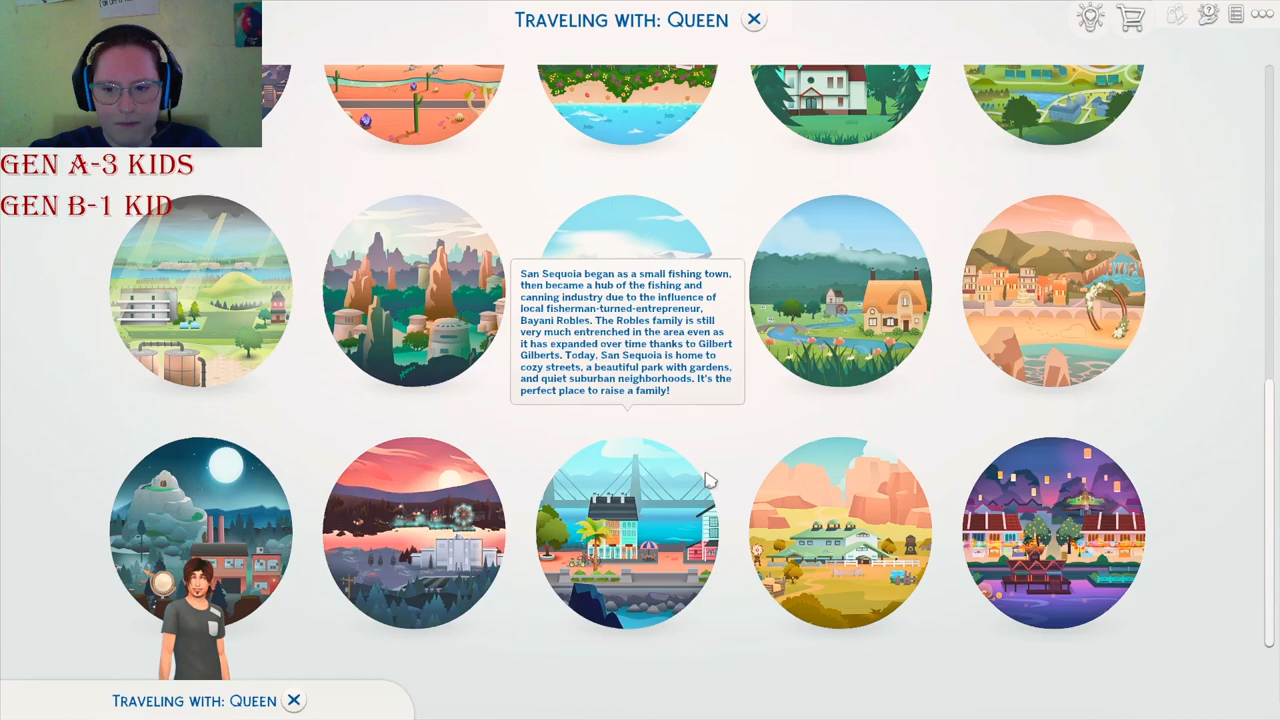 TRAVELING WITH: QUEEN
GEN A-3 KIDS
GEN B-1 KID
San Sequoia began as a small fishing town,
then became a hub of the fishing and
canning industry due to the influence of
local fisherman-turned-entrepreneur,
Bayani Robles. The Robles family is still
very much entrenched in the area even as
it has expanded over time thanks to Gilbert
Gilberts. Today, San Sequoia is home to
cozy streets, a beautiful park with gardens,
and quiet suburban neighborhoods. It's the
perfect place to raise a family!
TRAVELING WITH: QUEEN